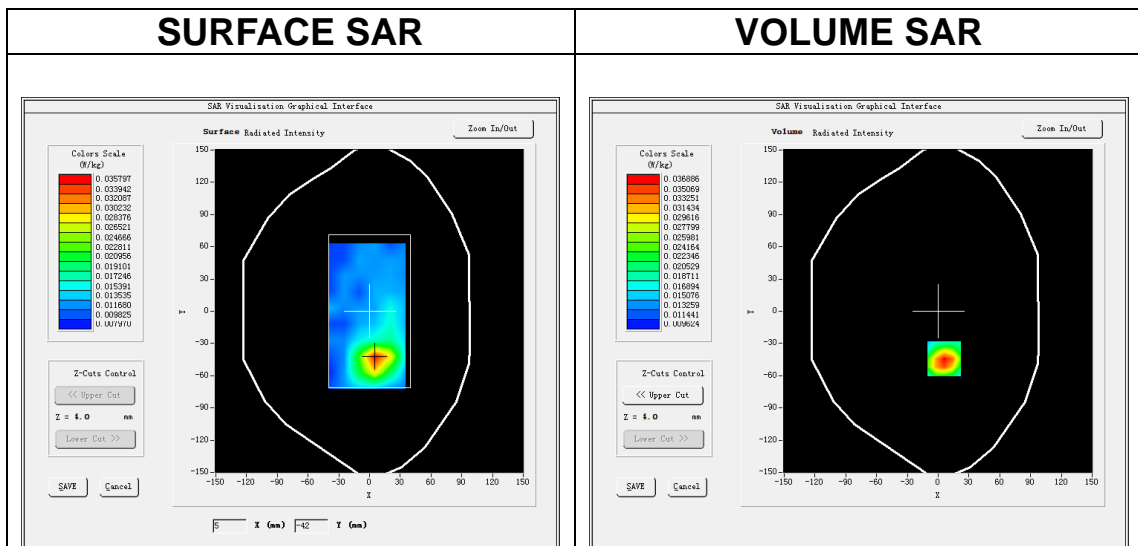 SURFACE SAR
SAR Visualisation Graphical Interface
Surface Radiated Intensity
Zoom In/Out
Colors Scale
(W/kg)
0.035797
0.033942
0.032087
0.030232
0.028376
0.026521
0.024666
0.022811
0.020956
0.019101
0.017246
0.015391
0.013535
0.011680
0.009825
0.007970
Z-Cuts Control
<< Upper Cut
Z = 4.0 mm
Lower Cut >>
SAVE Cancel
150
120
90
60
30
0
-30
-60
-90
-120
-150
Y
-150 -120 -90 -60 -30 0 30 60 90 120 150
X
5 X (mm) -42 Y (mm)
VOLUME SAR
SAR Visualisation Graphical Interface
Volume Radiated Intensity
Zoom In/Out
Colors Scale
(W/kg)
0.036886
0.035069
0.033251
0.031434
0.029616
0.027799
0.025981
0.024164
0.022346
0.020529
0.018711
0.016894
0.015076
0.013259
0.011441
0.009624
Z-Cuts Control
<< Upper Cut
Z = 4.0 mm
Lower Cut >>
SAVE Cancel
150
120
90
60
30
0
-30
-60
-90
-120
-150
Y
-150 -120 -90 -60 -30 0 30 60 90 120 150
X